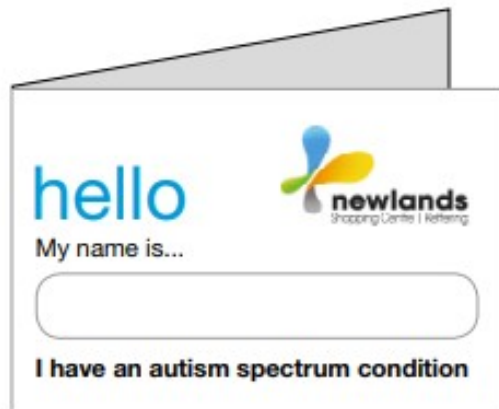 hello
newlands
Shopping Centre | Kettering
My name is...
I have an autism spectrum condition